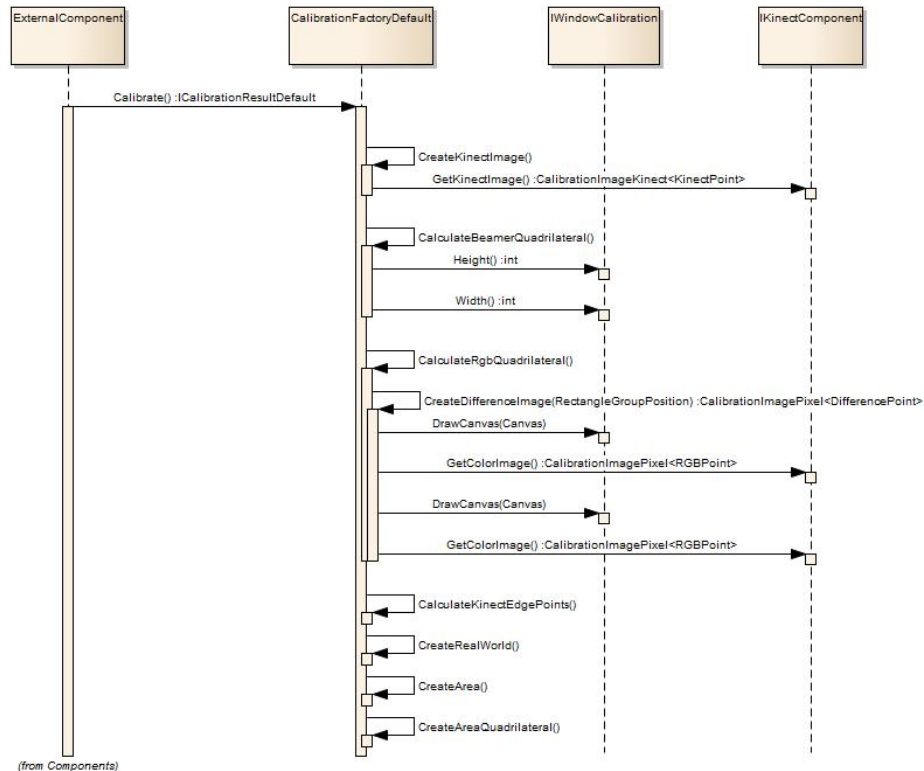 ExternalComponent
CalibrationFactoryDefault
IWindowCalibration
IKinectComponent
Calibrate() :ICalibrationResultDefault
CreateKinectImage()
GetKinectImage() :CalibrationImageKinect<KinectPoint>
CalculateBeamerQuadrilateral()
Height() :int
Width() :int
CalculateRgbQuadrilateral()
CreateDifferenceImage(RectangleGroupPosition) :CalibrationImagePixel<DifferencePoint>
DrawCanvas(Canvas)
GetColorImage() :CalibrationImagePixel<RGBPoint>
DrawCanvas(Canvas)
GetColorImage() :CalibrationImagePixel<RGBPoint>
CalculateKinectEdgePoints()
CreateRealWorld()
CreateArea()
CreateAreaQuadrilateral()
(from Components)